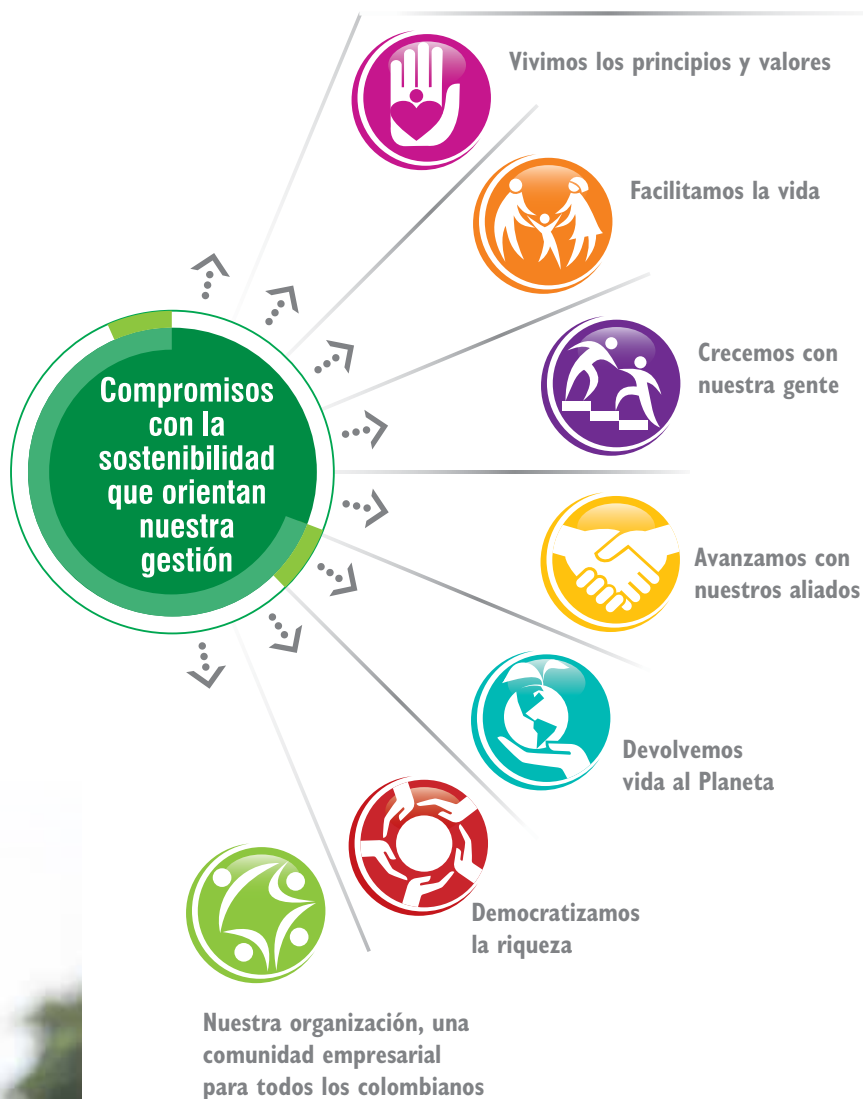 Vivimos los principios y valores
Facilitamos la vida
Crecemos con
nuestra gente
Compromisos
con la
sostenibilidad
que orientan
nuestra
gestión
Avanzamos con
nuestros aliados
Devolvemos
vida al Planeta
Democratizamos
la riqueza
Nuestra organización, una
comunidad empresarial
para todos los colombianos